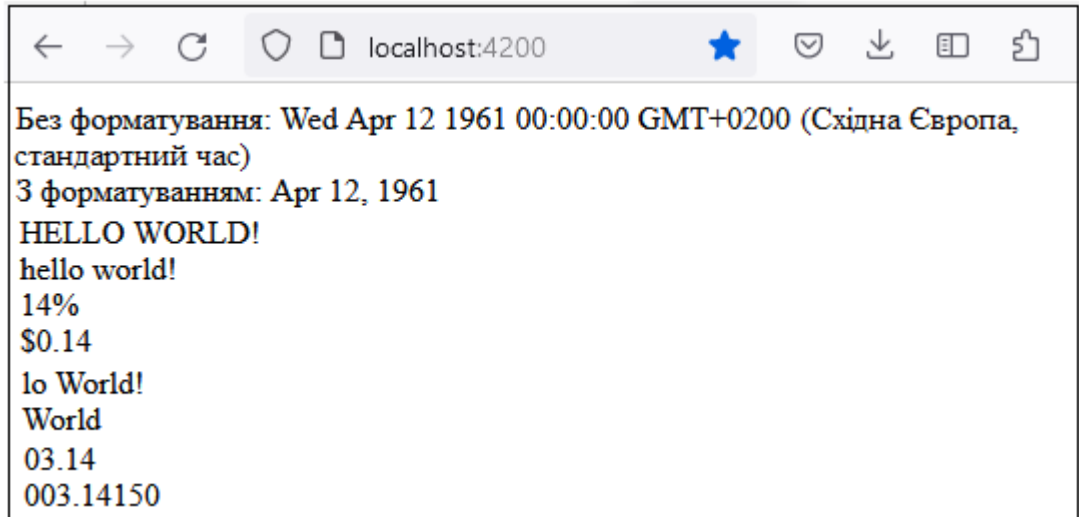 localhost:4200
Без форматування: Wed Apr 12 1961 00:00:00 GMT+0200 (Східна Європа,
стандартний час)
З форматуванням: Apr 12, 1961
HELLO WORLD!
hello world!
14%
$0.14
lo World!
World
03.14
003.14150